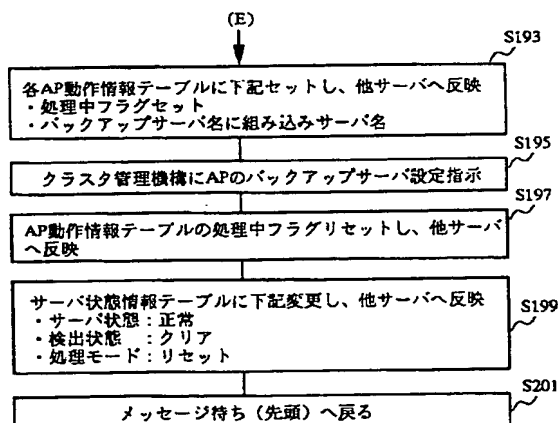 (E)
S193
各AP動作情報テーブルに下記セットし、他サーバへ反映
・処理中フラグセット
・バックアップサーバ名に組み込みサーバ名
S195
クラスタ管理機構にAPのバックアップサーバ設定指示
S197
AP動作情報テーブルの処理中フラグリセットし、他サーバ
へ反映
サーバ状態情報テーブルに下記変更し、他サーバへ反映
・サーバ状態：正常
・検出状態　：クリア
・処理モード：リセット
S199
S201
メッセージ待ち（先頭）へ戻る